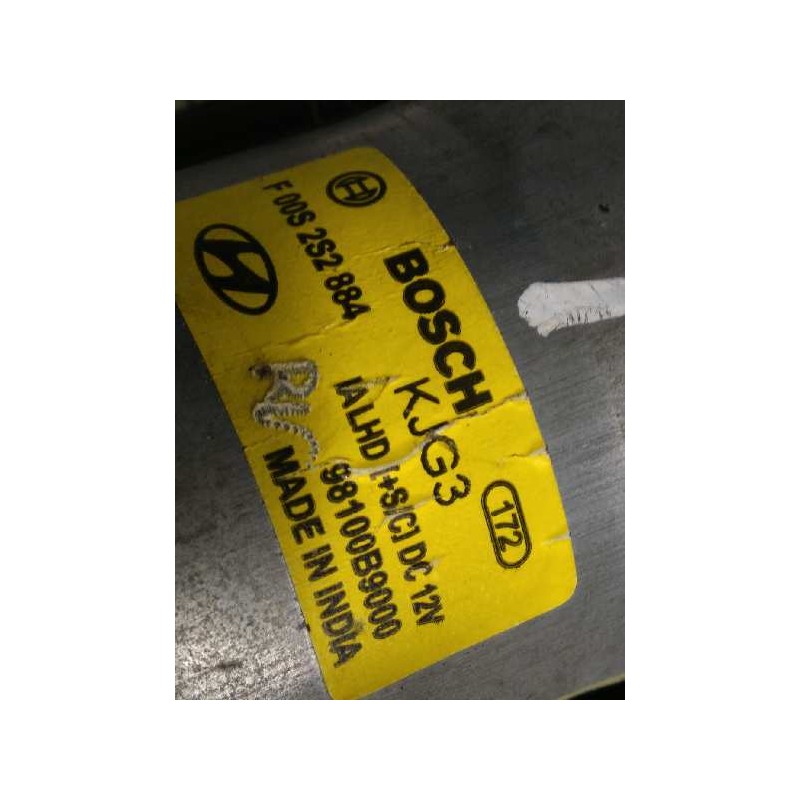 BOSCH
F 00S 2S2 884
KJG3
172
IA LHD [+S/C] DC 12V
98100B9000
MADE IN INDIA